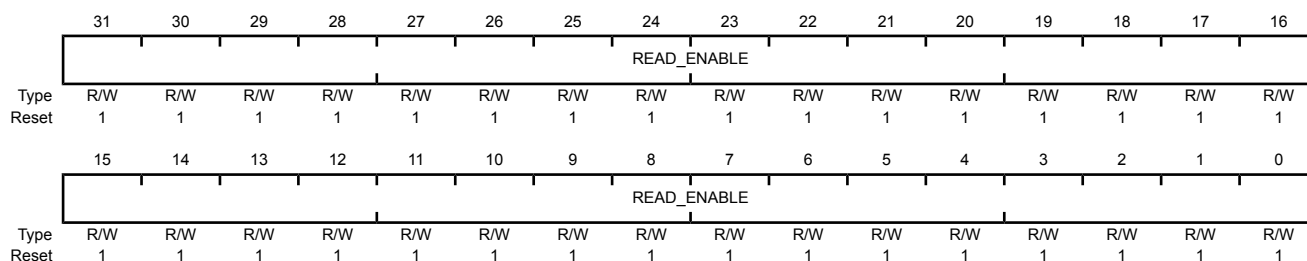 31 30 29 28 27 26 25 24 23 22 21 20 19 18 17 16
READ_ENABLE
Type R/W R/W R/W R/W R/W R/W R/W R/W R/W R/W R/W R/W R/W R/W R/W R/W
Reset 1 1 1 1 1 1 1 1 1 1 1 1 1 1 1 1
15 14 13 12 11 10 9 8 7 6 5 4 3 2 1 0
READ_ENABLE
Type R/W R/W R/W R/W R/W R/W R/W R/W R/W R/W R/W R/W R/W R/W R/W R/W
Reset 1 1 1 1 1 1 1 1 1 1 1 1 1 1 1 1